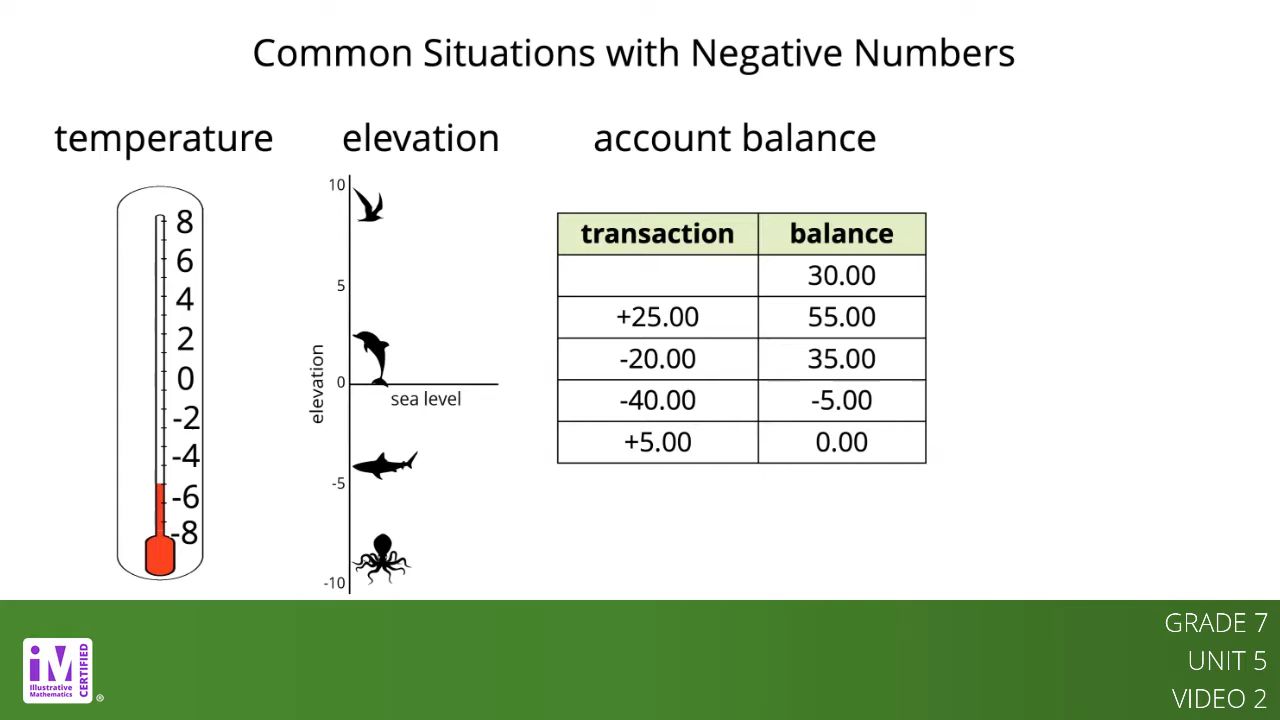 Common Situations with Negative Numbers
temperature
8
6
4
2
0
-2
-4
-6
-8
elevation
10
5
0
-5
-10
elevation
sea level
account balance
transaction balance
30.00
+25.00 55.00
-20.00 35.00
-40.00 -5.00
+5.00 0.00
iM CERTIFIED
Illustrative
Mathematics
®
GRADE 7
UNIT 5
VIDEO 2